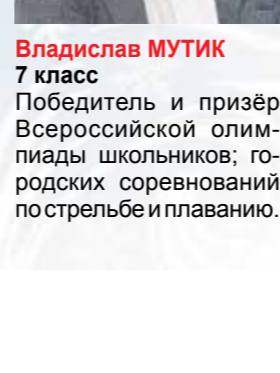 Владислав МУТИК
7 класс
Победитель и призёр
Всероссийской олим-
пиады школьников; го-
родских соревнований
по стрельбе и плаванию.